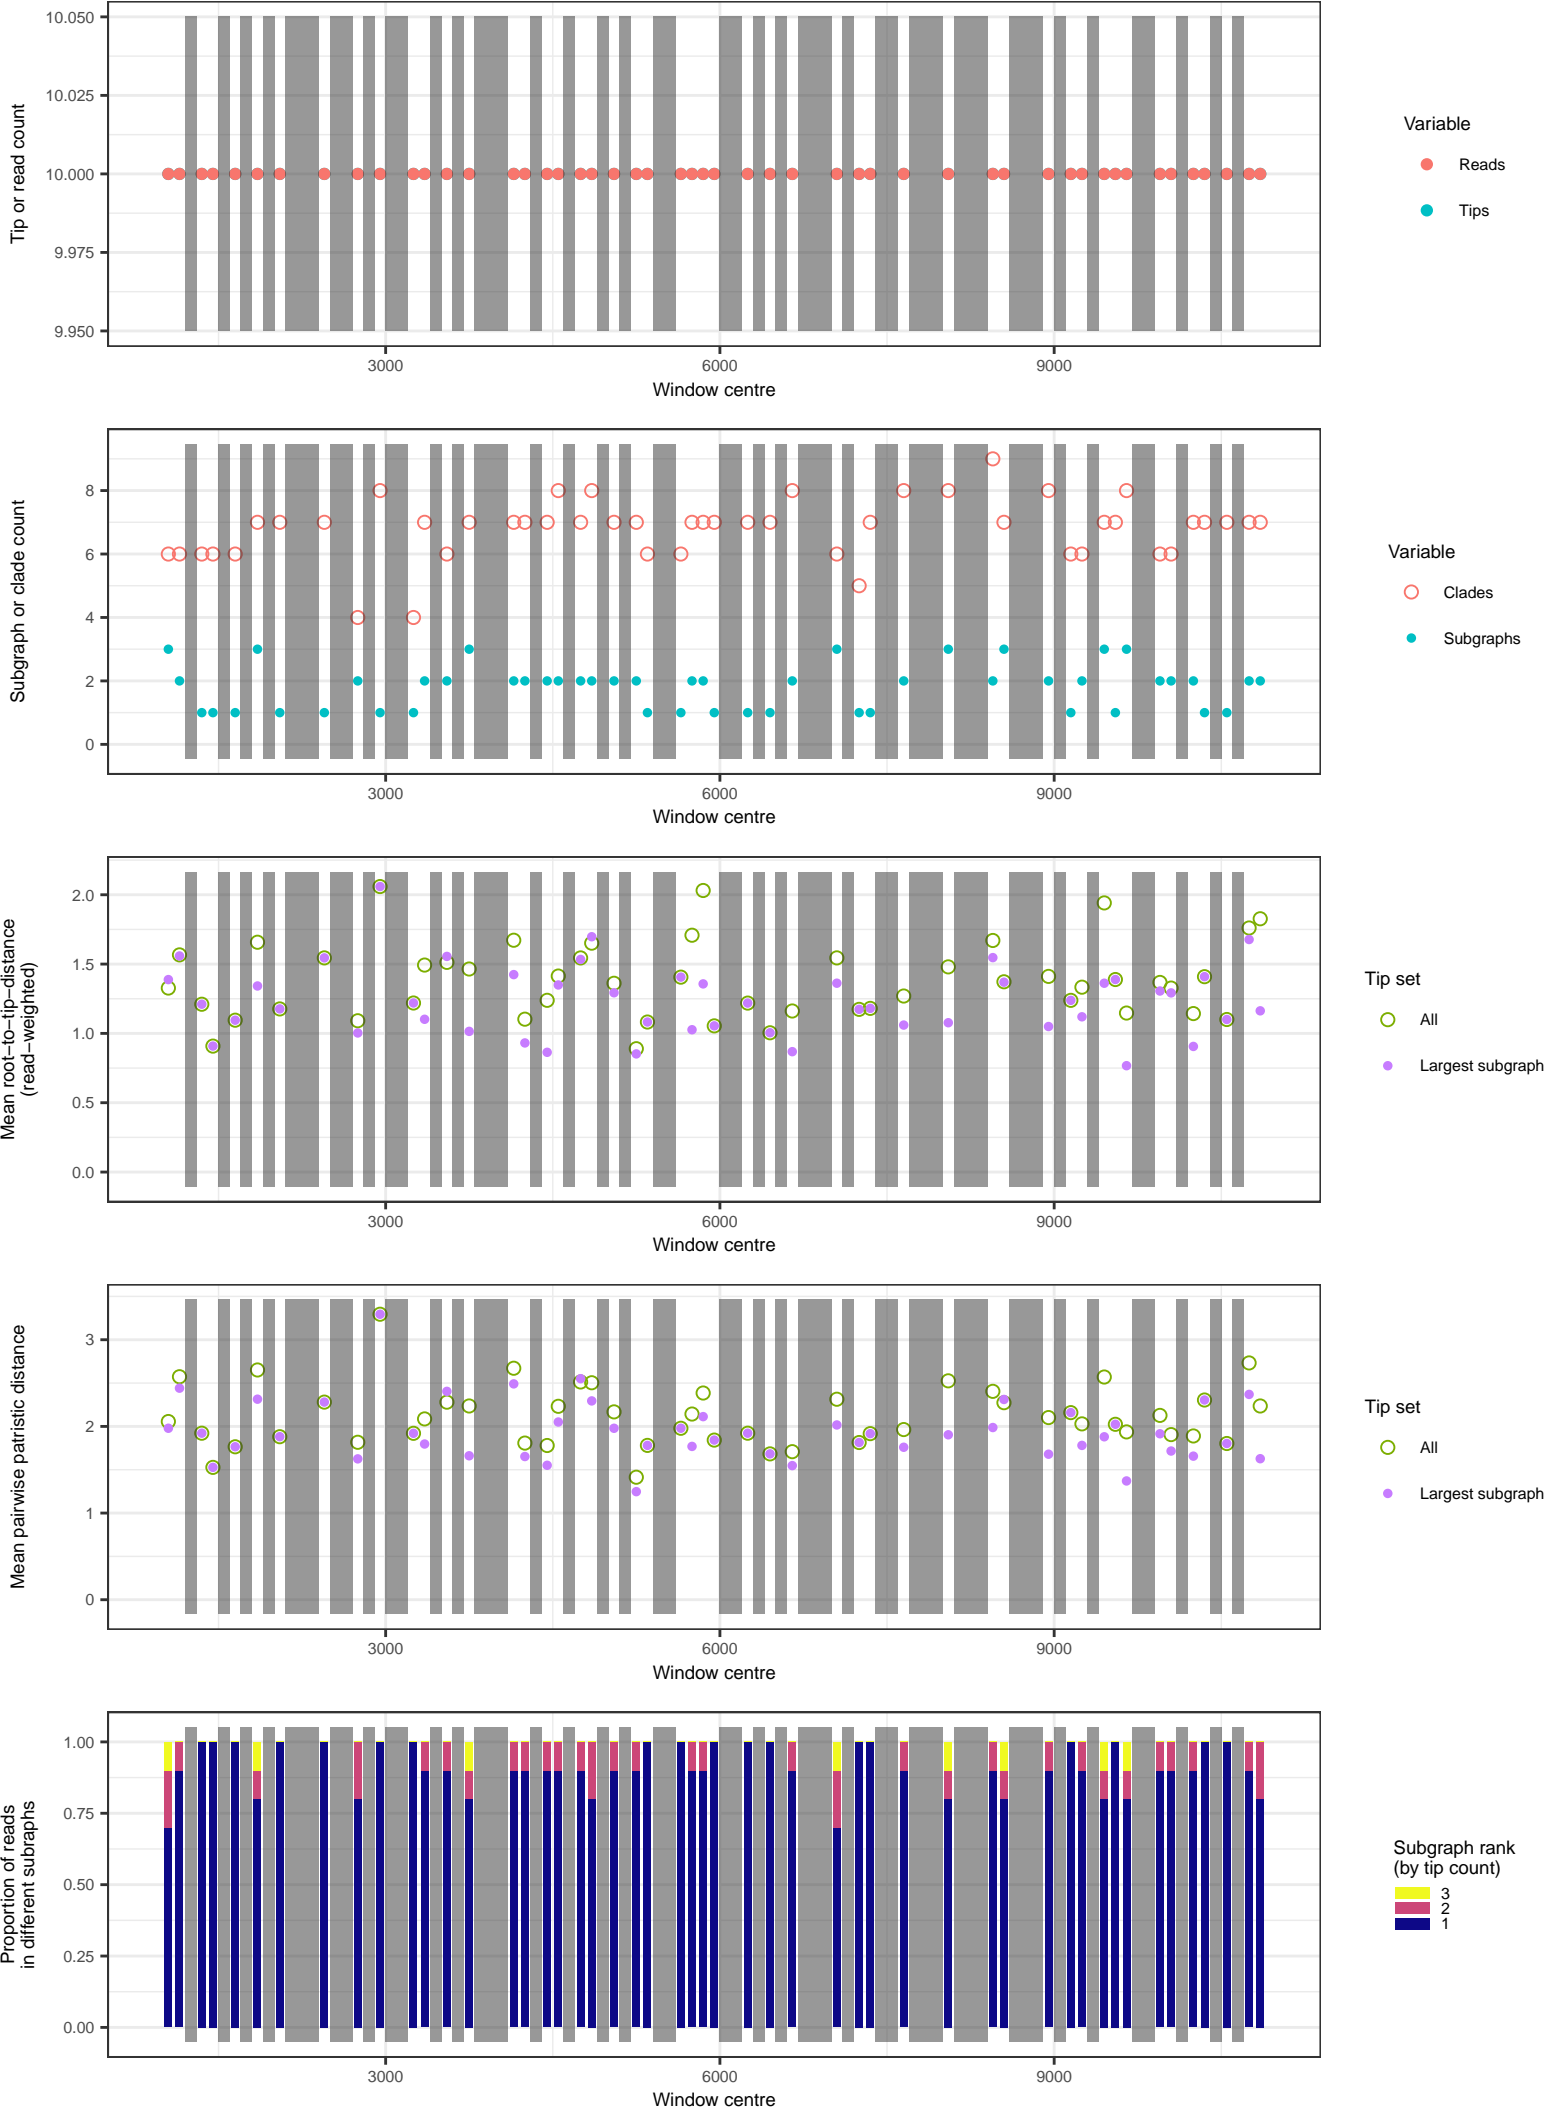 10.050
10.025
10.000
9.975
9.950
Tip or read count
3000 6000 9000
Window centre
Variable
Reads
Tips
8
6
4
2
0
Subgraph or clade count
3000 6000 9000
Window centre
Variable
Clades
Subgraphs
2.0
1.5
1.0
0.5
0.0
Mean root−to−tip−distance
(read−weighted)
3000 6000 9000
Window centre
Tip set
All
Largest subgraph
3
2
1
0
Mean pairwise patristic distance
3000 6000 9000
Window centre
Tip set
All
Largest subgraph
1.00
0.75
0.50
0.25
0.00
Proportion of reads
in different subraphs
3000 6000 9000
Window centre
Subgraph rank
(by tip count)
3
2
1